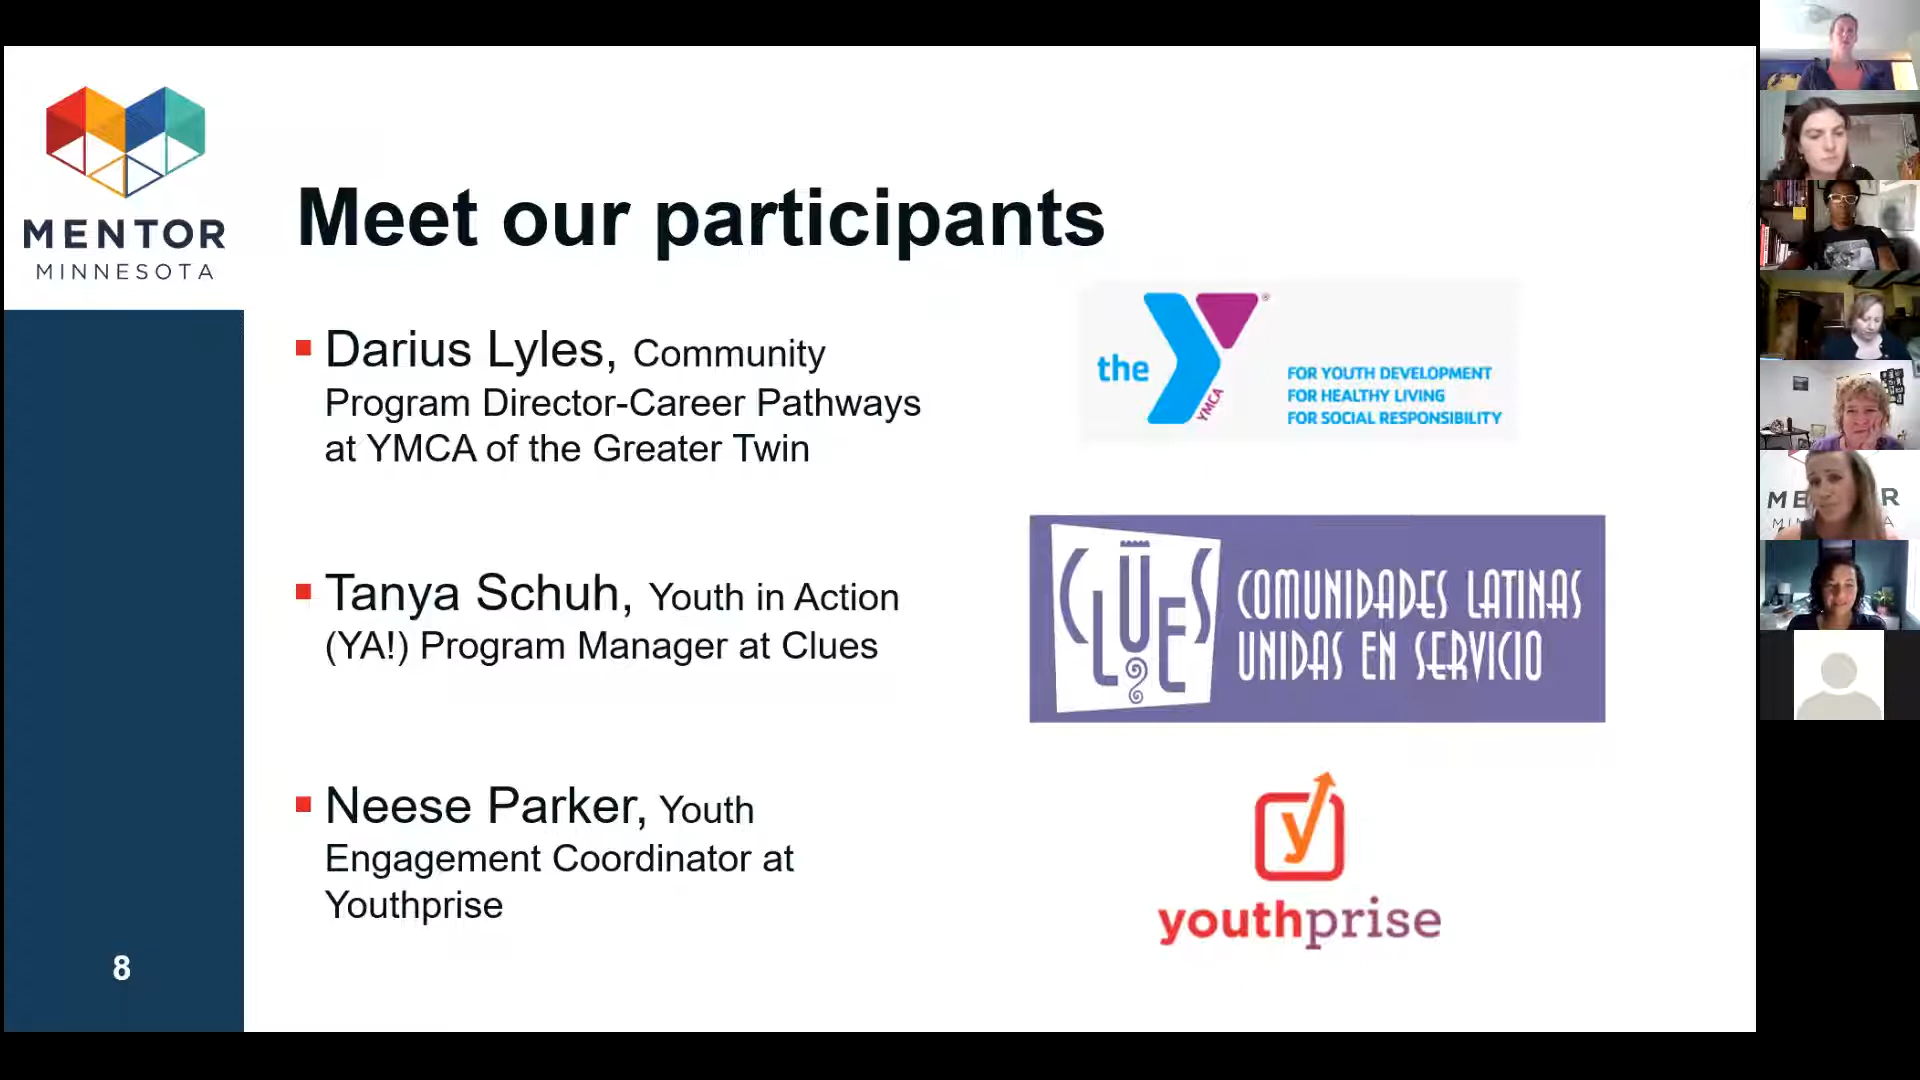 MENTOR
MINNESOTA
Meet our participants
Darius Lyles, Community
Program Director-Career Pathways
at YMCA of the Greater Twin
the
YMCA
®
FOR YOUTH DEVELOPMENT
FOR HEALTHY LIVING
FOR SOCIAL RESPONSIBILITY
Tanya Schuh, Youth in Action
(YA!) Program Manager at Clues
CLUES
COMUNIDADES LATINAS
UNIDAS EN SERVICIO
Neese Parker, Youth
Engagement Coordinator at
Youthprise
y
youthprise
8